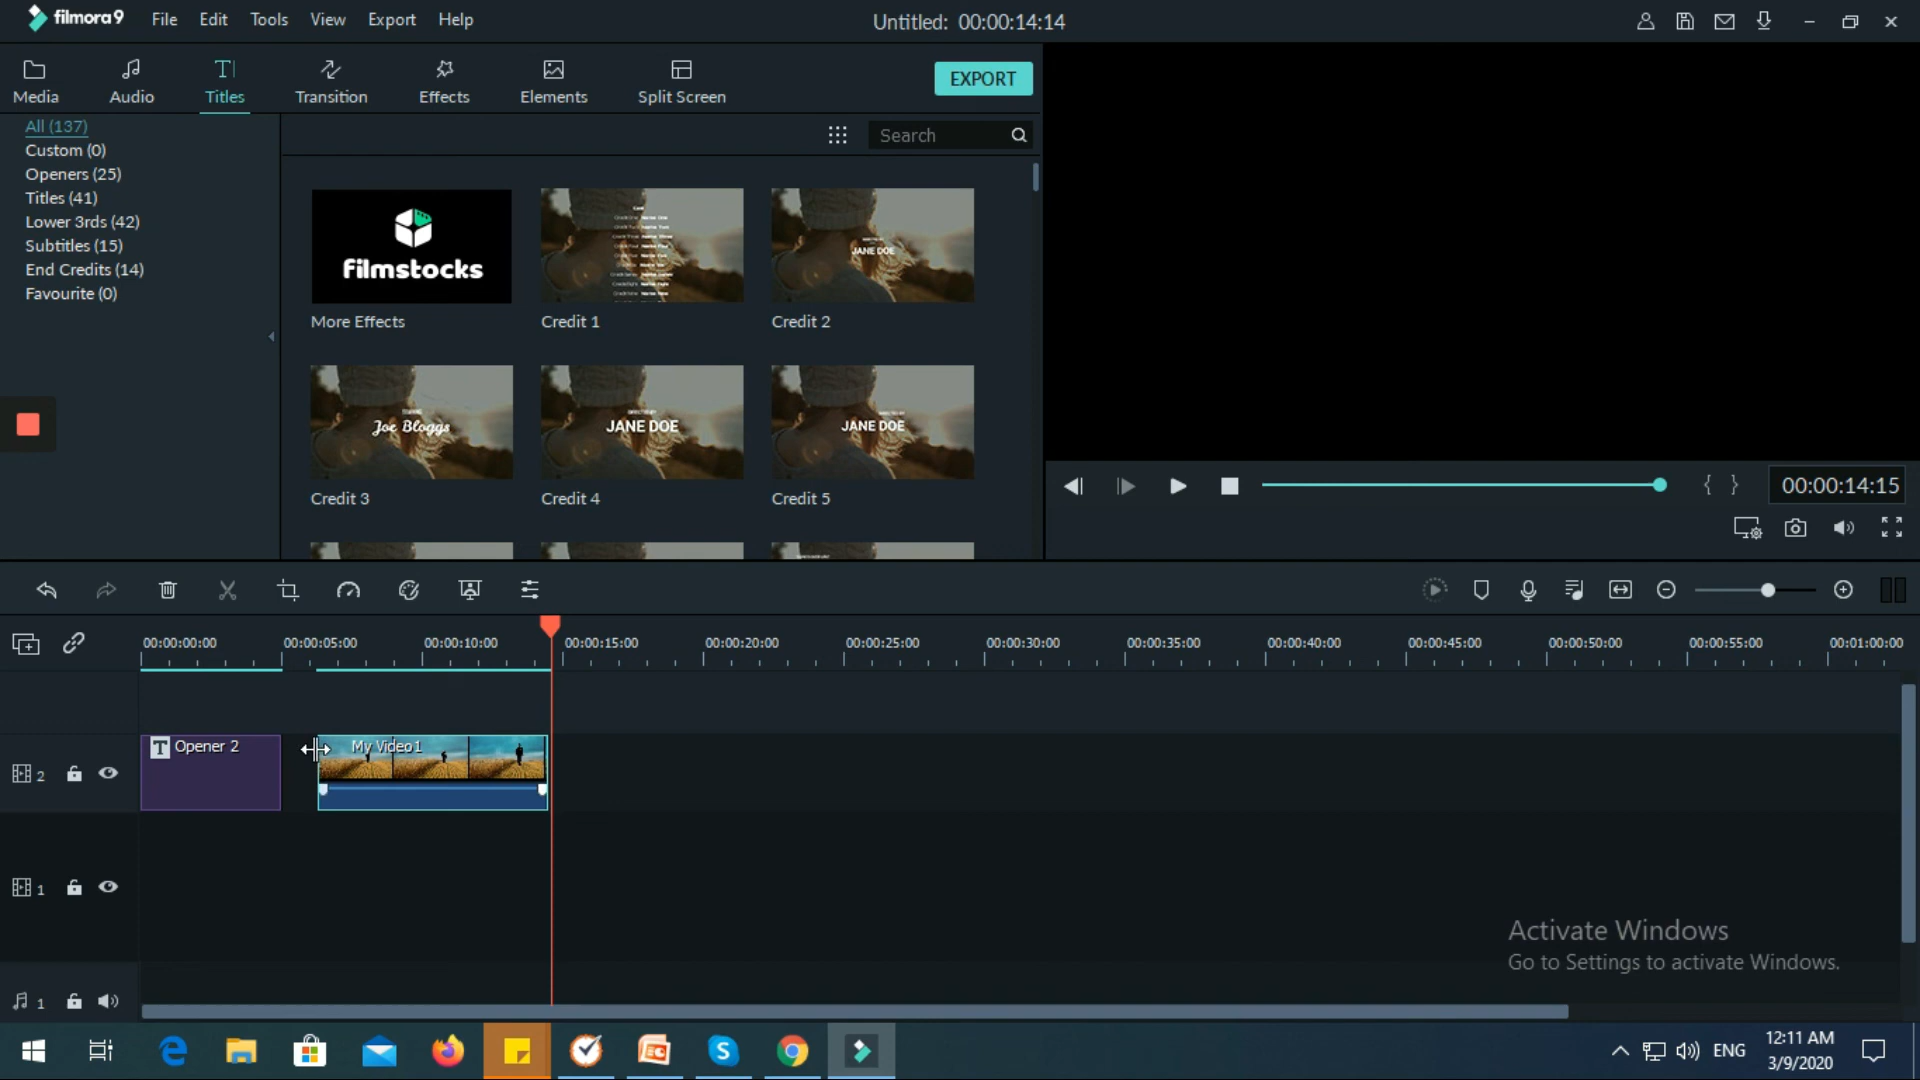 filmora9 File Edit Tools View Export Help Untitled: 00:00:14:14
Media Audio Titles Transition Effects Elements Split Screen EXPORT
All (137)
Custom (0)
Openers (25)
Titles (41)
Lower 3rds (42)
Subtitles (15)
End Credits (14)
Favourite (0)
Search
filmstocks
JANE DOE
More Effects Credit 1 Credit 2
Joe Bloggs
DIRECTED BY
JANE DOE
JANE DOE
Credit 3 Credit 4 Credit 5
00:00:14:15
00:00:00:00 00:00:05:00 00:00:10:00 00:00:15:00 00:00:20:00 00:00:25:00 00:00:30:00 00:00:35:00 00:00:40:00 00:00:45:00 00:00:50:00 00:00:55:00 00:01:00:00
T Opener 2 My Video1
2
1
Activate Windows
Go to Settings to activate Windows.
1
ENG 12:11 AM
3/9/2020